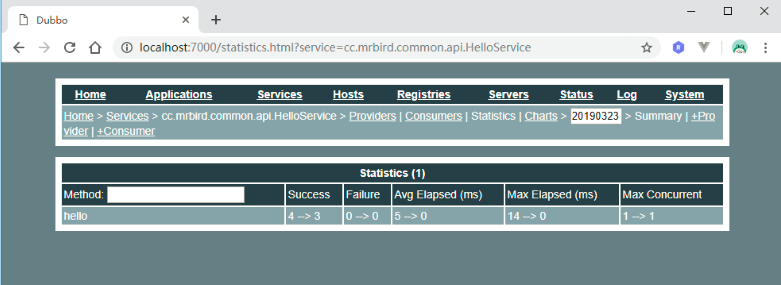 Dubbo
localhost:7000/statistics.html?service=cc.mrbird.common.api.HelloService
Home Applications Services Hosts Registries Servers Status Log System
Home > Services > cc.mrbird.common.api.HelloService > Providers | Consumers | Statistics | Charts > 20190323 > Summary | +Pro
vider | +Consumer
Statistics (1)
Method: Success Failure Avg Elapsed (ms) Max Elapsed (ms) Max Concurrent
hello 4 --> 3 0 --> 0 5 --> 0 14 --> 0 1 --> 1